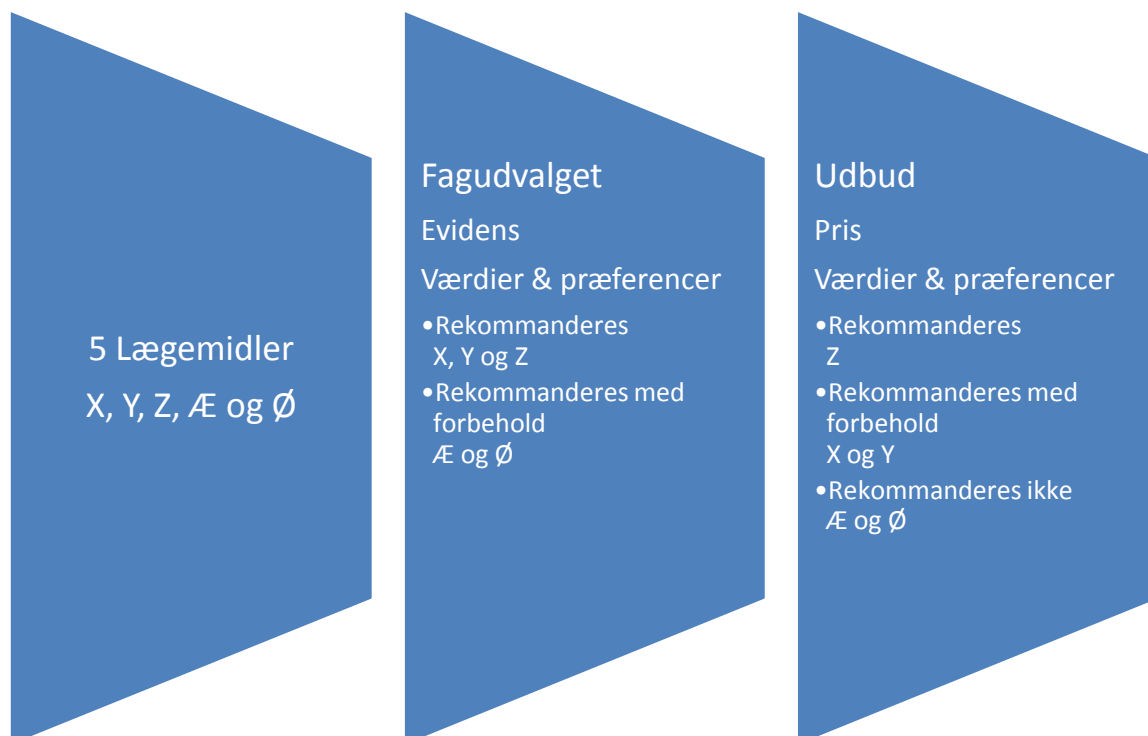 5 Lægemidler
X, Y, Z, Æ og Ø
Fagudvalget
Evidens
Værdier & præferencer
•Rekommanderes
X, Y og Z
•Rekommanderes med
forbehold
Æ og Ø
Udbud
Pris
Værdier & præferencer
•Rekommanderes
Z
•Rekommanderes med
forbehold
X og Y
•Rekommanderes ikke
Æ og Ø